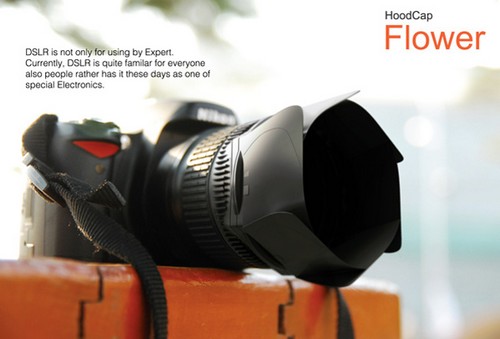 HoodCap
Flower
DSLR is not only for using by Expert.
Currently, DSLR is quite familar for everyone
also people rather has it these days as one of
special Electronics.
Nikon